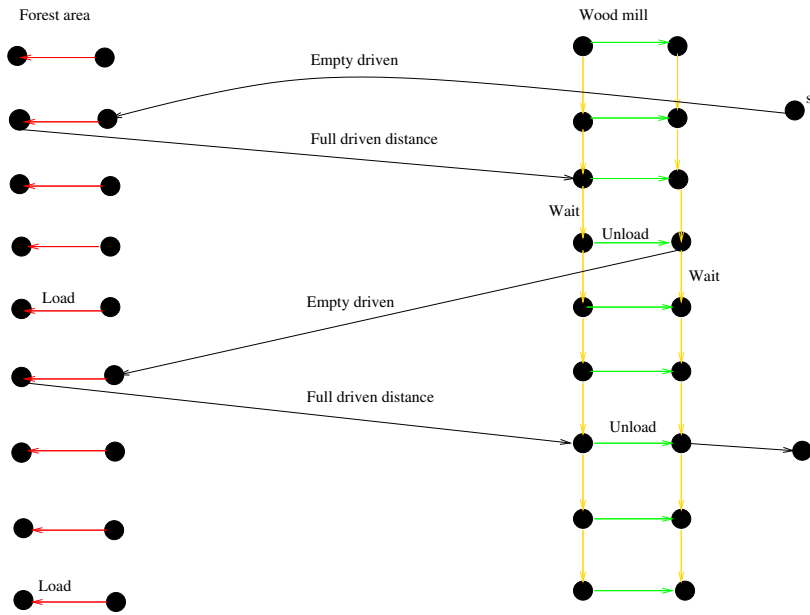 Forest area
Wood mill
Empty driven
s
Full driven distance
Wait
Unload
Wait
Load
Empty driven
Full driven distance
Unload
Load